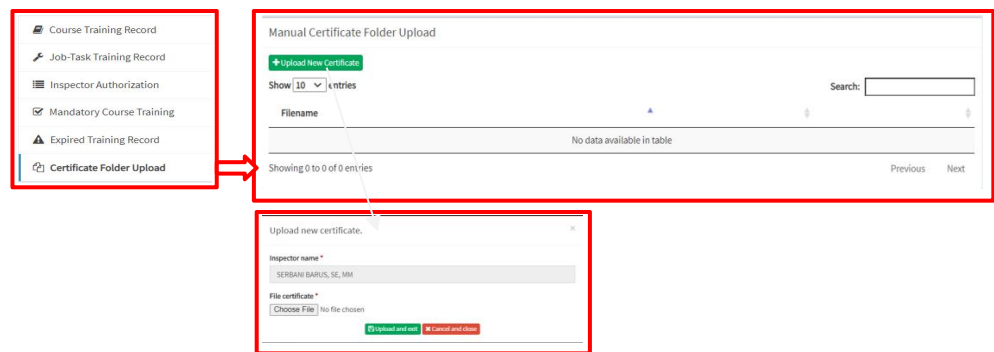 Course Training Record
Job-Task Training Record
Inspector Authorization
Mandatory Course Training
Expired Training Record
Certificate Folder Upload
Manual Certificate Folder Upload
+Upload New Certificate
Show 10 entries
Search:
Filename
No data available in table
Showing 0 to 0 of 0 entries
Previous Next
Upload new certificate.
×
Inspector name *
SERBANI BARUS, SE, MM
File certificate *
Choose File No file chosen
Upload and exit ✖ Cancel and close